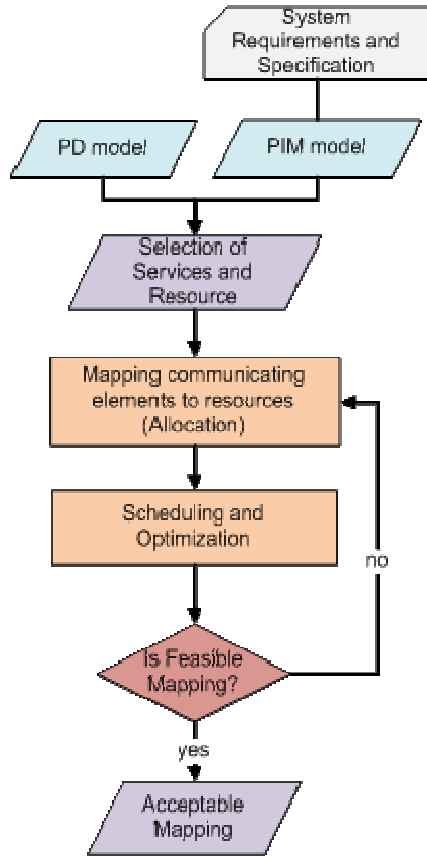 System
Requirements and
Specification
PD model
PIM model
Selection of
Services and
Resource
Mapping communicating
elements to resources
(Allocation)
Scheduling and
Optimization
no
Is Feasible
Mapping?
yes
Acceptable
Mapping